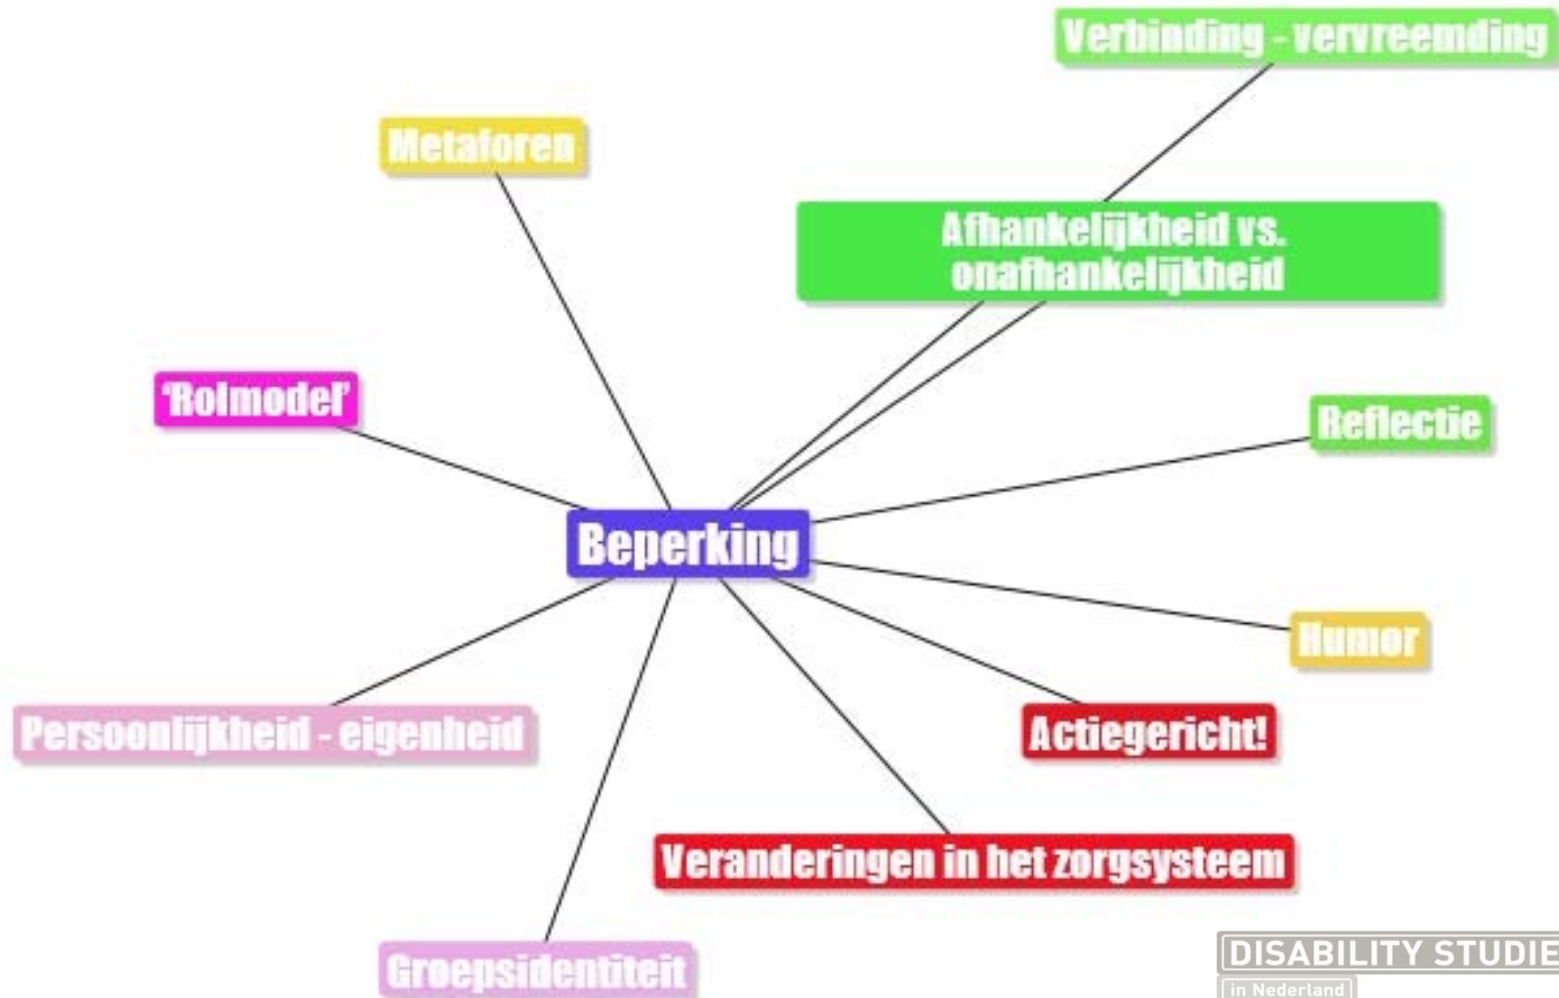 Verbinding - vervreemding
Metaforen
Afhankelijkheid vs.
onafhankelijkheid
'Rolmodel'
Reflectie
Beperking
Humor
Persoonlijkheid - eigenheid
Actiegericht!
Veranderingen in het zorgsysteem
Groepsidentiteit
DISABILITY STUDIE
in Nederland